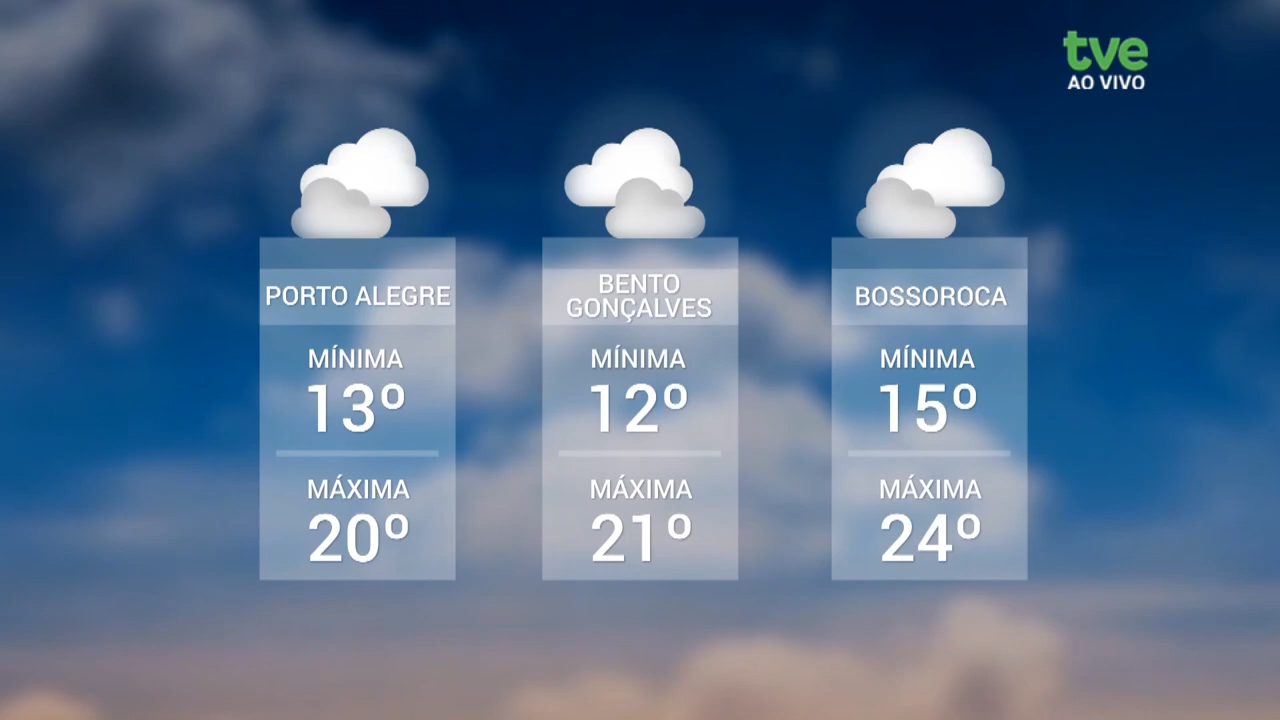 tve
AO VIVO
PORTO ALEGRE
MÍNIMA
13º
MÁXIMA
20º
BENTO
GONÇALVES
MÍNIMA
12º
MÁXIMA
21º
BOSSOROCA
MÍNIMA
15º
MÁXIMA
24º